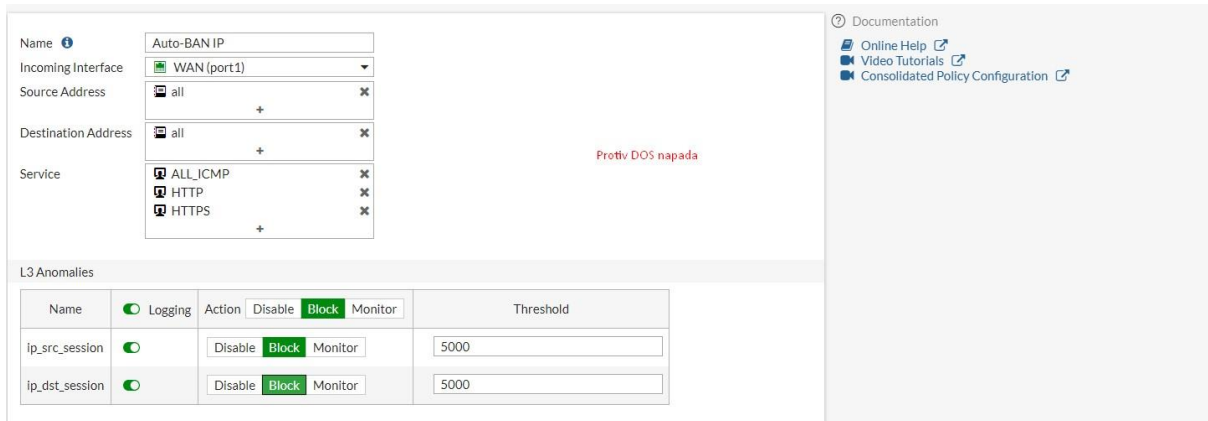 Documentation
Online Help
Video Tutorials
Consolidated Policy Configuration
Name Auto-BAN IP
Incoming Interface WAN (port1)
Source Address all
+
Destination Address all
+
Protiv DOS napada
Service ALL_ICMP
HTTP
HTTPS
+
L3 Anomalies
Name Logging Action Disable Block Monitor Threshold
ip_src_session Disable Block Monitor 5000
ip_dst_session Disable Block Monitor 5000